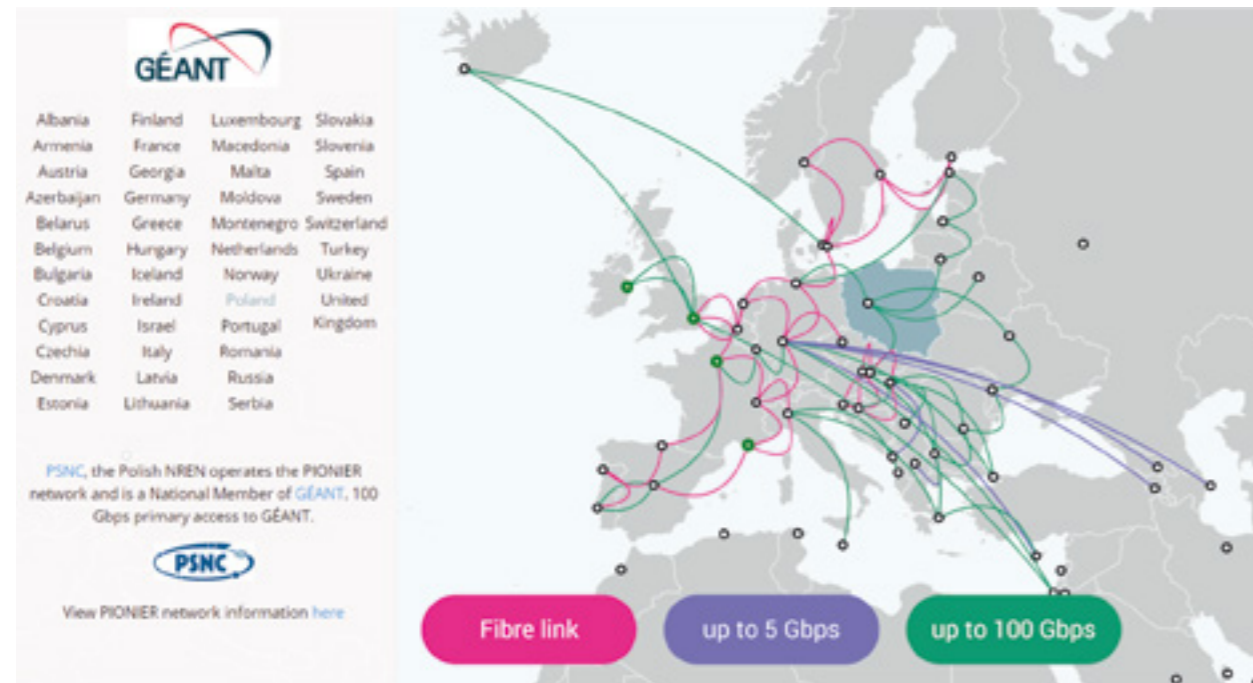 GÉANT
Albania Finland Luxembourg Slovakia
Armenia France Macedonia Slovenia
Austria Georgia Malta Spain
Azerbaijan Germany Moldova Sweden
Belarus Greece Montenegro Switzerland
Belgium Hungary Netherlands Turkey
Bulgaria Iceland Norway Ukraine
Croatia Ireland Poland United
Cyprus Israel Portugal Kingdom
Czechia Italy Romania
Denmark Latvia Russia
Estonia Lithuania Serbia
PSNC, the Polish NREN operates the PIONIER
network and is a National Member of GÉANT. 100
Gbps primary access to GÉANT.
PSNC
View PIONIER network information here
Fibre link
up to 5 Gbps
up to 100 Gbps